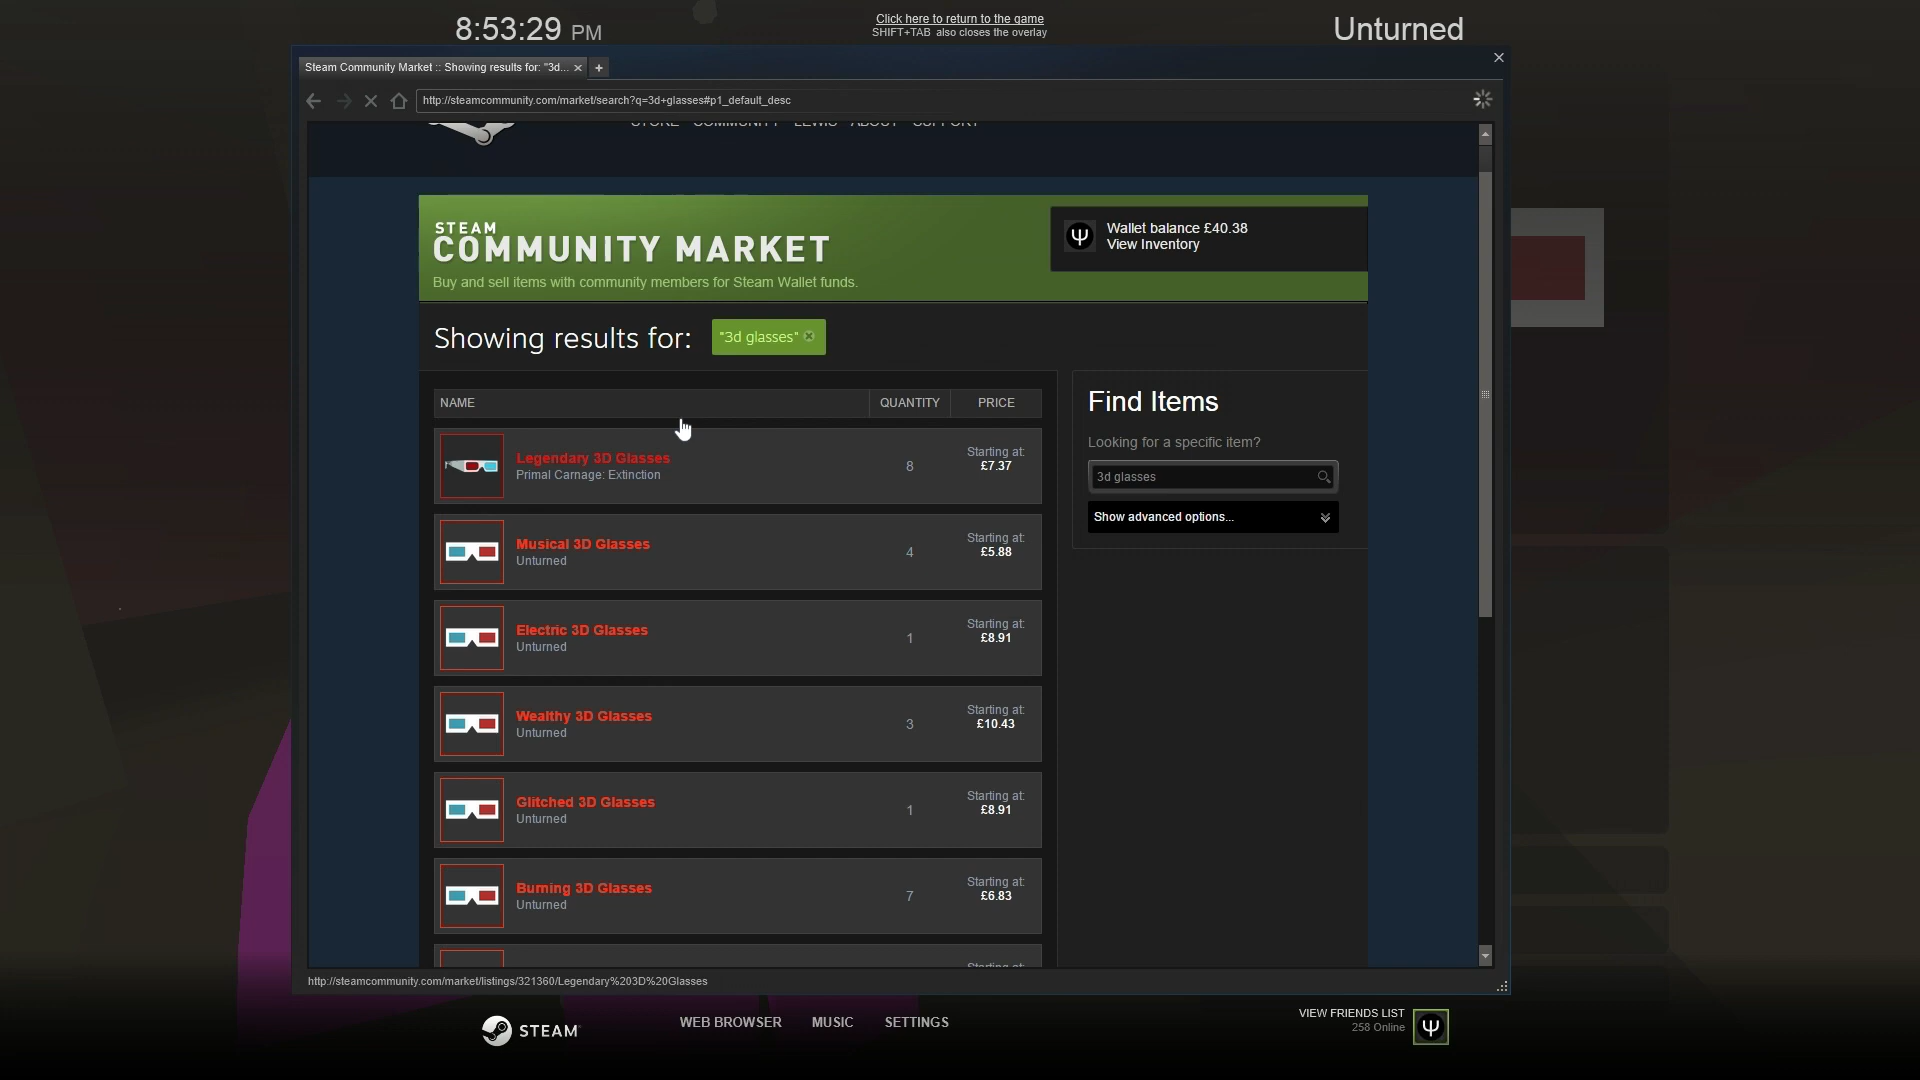 8:53:29 PM
Click here to return to the game
SHIFT+TAB also closes the overlay
Unturned
Steam Community Market :: Showing results for: "3d...
http://steamcommunity.com/market/search?q=3d+glasses#p1_default_desc
STORE COMMUNITY LEWIS ABOUT SUPPORT
STEAM
COMMUNITY MARKET
Buy and sell items with community members for Steam Wallet funds.
Wallet balance £40.38
View Inventory
Showing results for: "3d glasses"
NAME QUANTITY PRICE
Legendary 3D Glasses
Primal Carnage: Extinction
8
Starting at:
£7.37
Musical 3D Glasses
Unturned
4
Starting at:
£5.88
Electric 3D Glasses
Unturned
1
Starting at:
£8.91
Wealthy 3D Glasses
Unturned
3
Starting at:
£10.43
Glitched 3D Glasses
Unturned
1
Starting at:
£8.91
Burning 3D Glasses
Unturned
7
Starting at:
£6.83
Starting at:
Find Items
Looking for a specific item?
3d glasses
Show advanced options...
http://steamcommunity.com/market/listings/321360/Legendary%203D%20Glasses
STEAM
WEB BROWSER MUSIC SETTINGS
VIEW FRIENDS LIST
258 Online